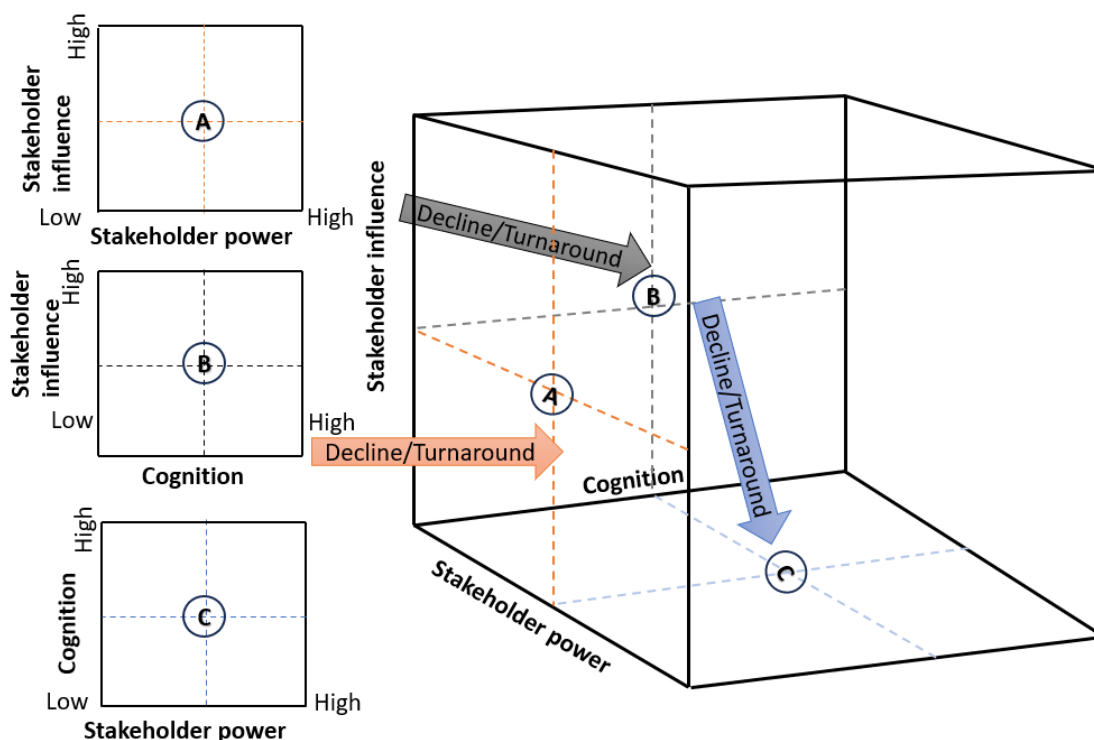 High
Stakeholder
influence
A
Low
High
Stakeholder power
High
Stakeholder
influence
B
Low
High
Cognition
High
Cognition
C
Low
High
Stakeholder power
Stakeholder influence
Decline/Turnaround
B
Decline/Turnaround
A
Decline/Turnaround
Cognition
C
Stakeholder power